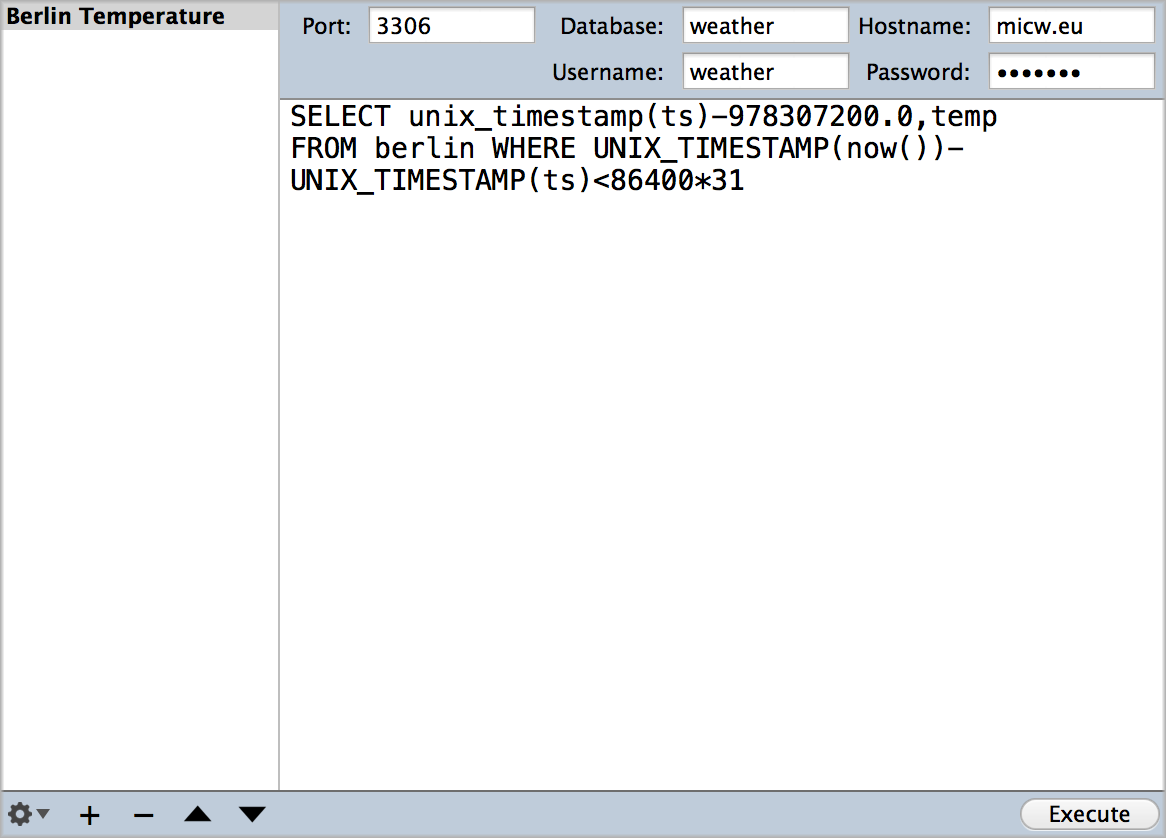 Berlin Temperature
Port: 3306 Database: weather Hostname: micw.eu
Username: weather Password: •••••••
SELECT unix_timestamp(ts)-978307200.0,temp
FROM berlin WHERE UNIX_TIMESTAMP(now())-
UNIX_TIMESTAMP(ts)<86400*31
Execute